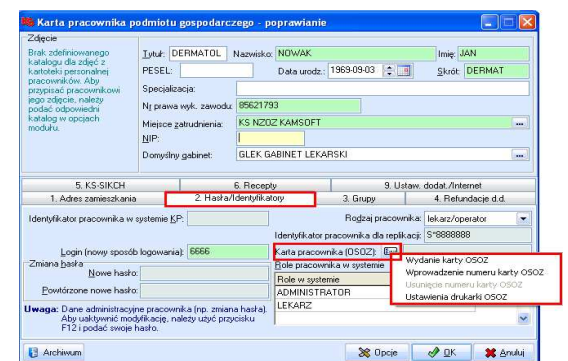 Karta pracownika podmiotu gospodarczego - poprawianie
Zdjęcie
Brak zdefiniowanego
katalogu dla zdjęć z
kartoteki personalnej
pracowników. Aby
przypisać pracownikowi
jego zdjęcie, należy
podać odpowiedni
katalog w opcjach
modułu.
Tytuł: DERMATOL Nazwisko: NOWAK Imię: JAN
PESEL: Data urodz.: 1969-09-03 Skrót: DERMAT
Specjalizacja:
Nr prawa wyk. zawodu: 85621793
Miejsce zatrudnienia: KS NZOZ KAMSOFT ...
NIP:
Domyślny gabinet: GLEK GABINET LEKARSKI ...
5. KS-SIKCH 6. Recepty 9. Ustaw. dodat./Internet
1. Adres zamieszkania 2. Hasła/Identyfikatory 3. Grupy 4. Refundacje d.d.
Identyfikator pracownika w systemie KP: Rodzaj pracownika: lekarz/operator
Identyfikator pracownika dla replikacji: S*8888888
Login (nowy sposób logowania): 6666 Karta pracownika (OSOZ):
Wydanie karty OSOZ
Wprowadzenie numeru karty OSOZ
Usunięcie numeru karty OSOZ
Ustawienia drukarki OSOZ
Zmiana hasła
Nowe hasło:
Powtórzone nowe hasło:
Role pracownika w systemie
Role w systemie
ADMINISTRATOR
LEKARZ
Uwaga: Dane administracyjne pracownika (np. zmiana hasła).
Aby uaktywnić modyfikację, należy użyć przycisku
F12 i podać swoje hasło.
Archiwum Opcje OK Anuluj